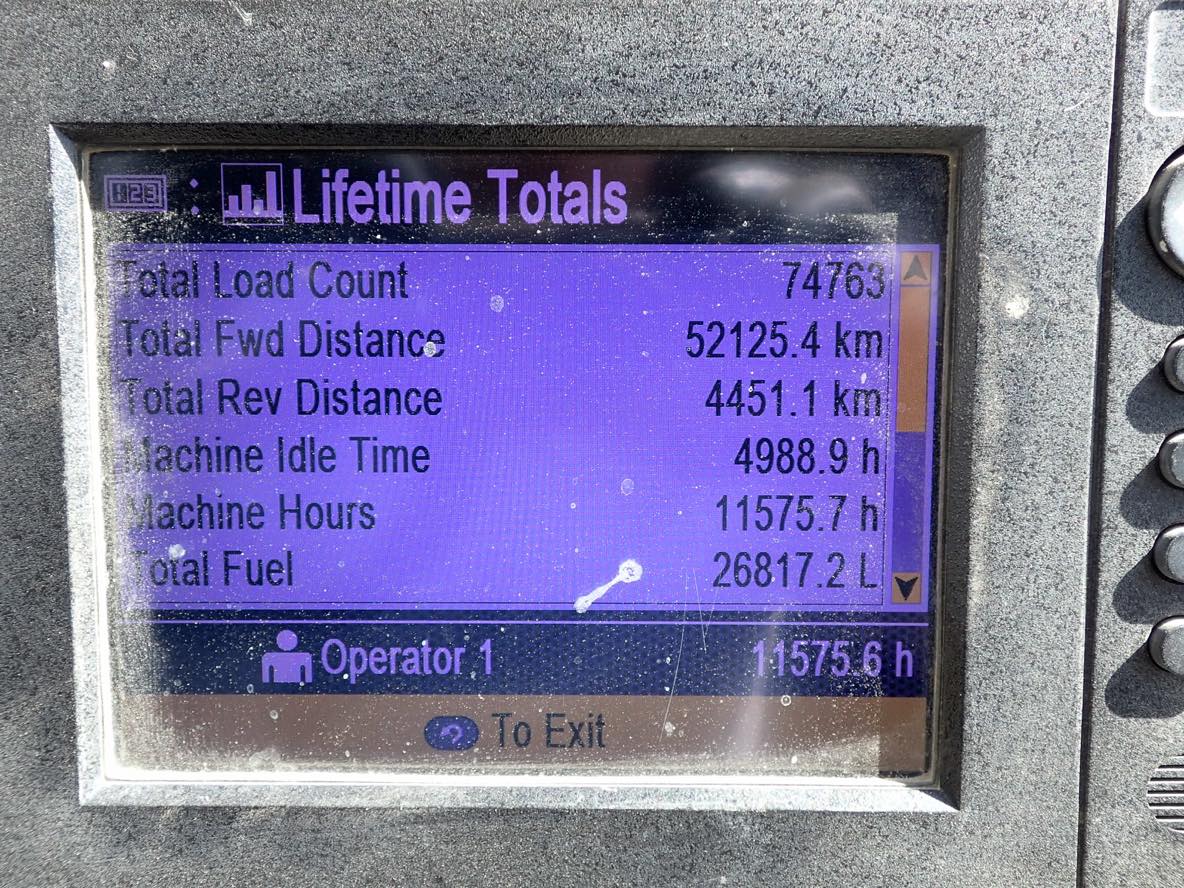 123 : Lifetime Totals
Total Load Count 74763
Total Fwd Distance 52125.4 km
Total Rev Distance 4451.1 km
Machine Idle Time 4988.9 h
Machine Hours 11575.7 h
Total Fuel 26817.2 L
Operator 1 11575.6 h
To Exit